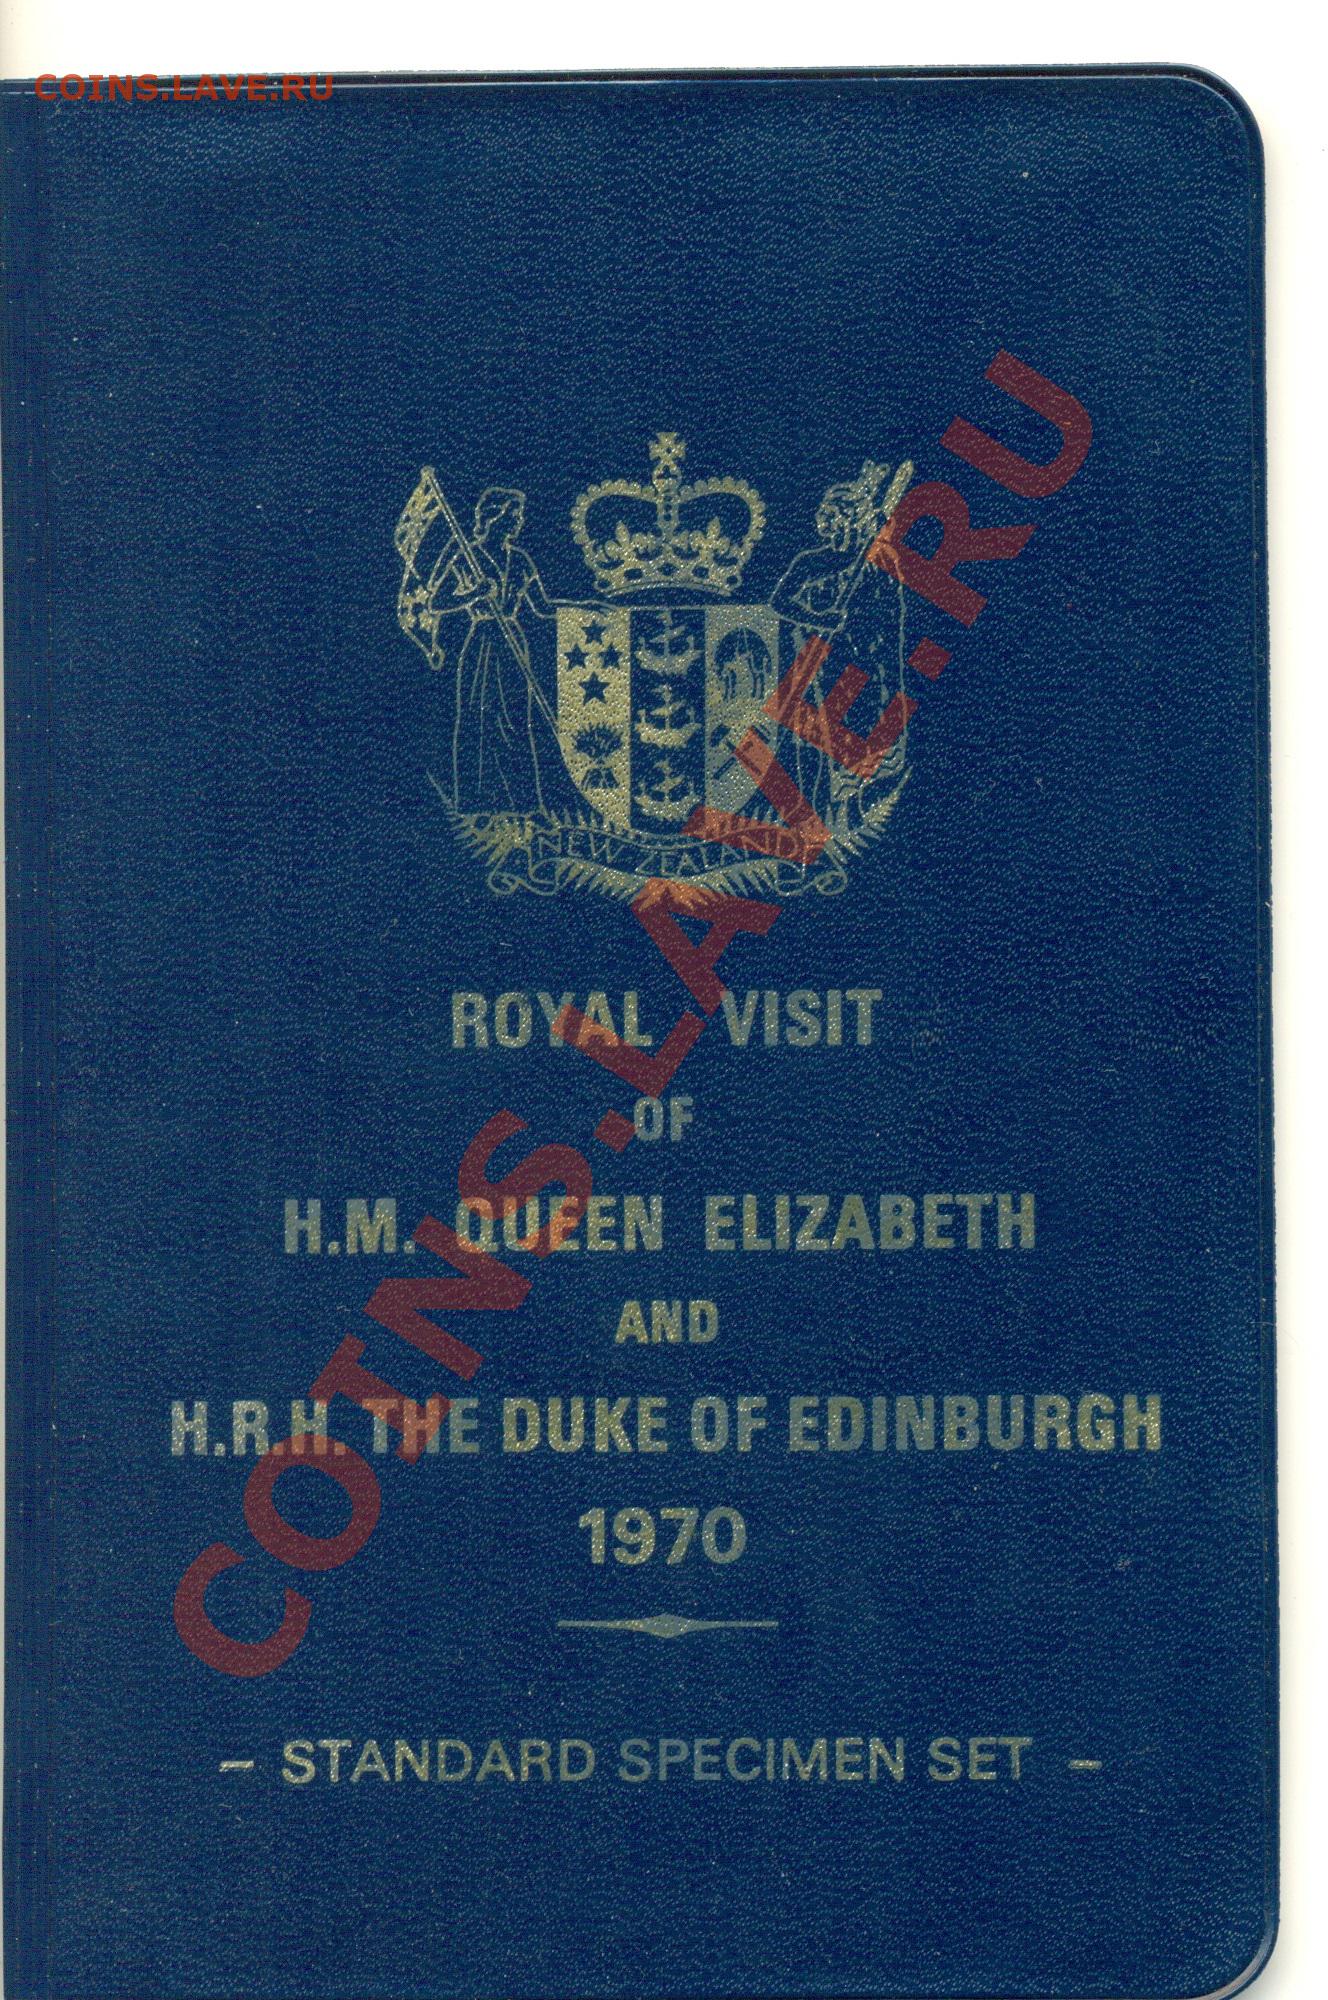 COINS.LAVE.RU
NEW ZEALAND
ROYAL VISIT
OF
H.M. QUEEN ELIZABETH
AND
H.R.H. THE DUKE OF EDINBURGH
1970
- STANDARD SPECIMEN SET -
COINS.LAVE.RU